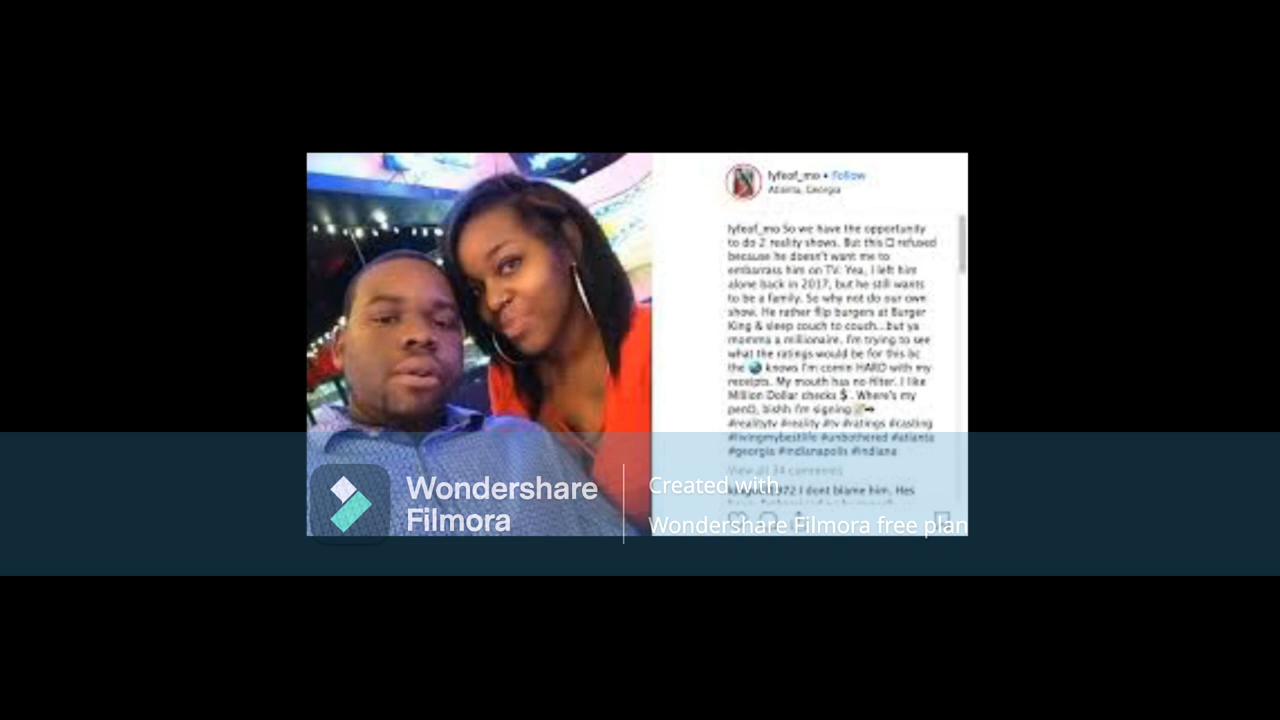 lyfeof_mo • Follow
Atlanta, Georgia
lyfeof_mo So we have the opportunity
to do 2 reality shows. But this □ refused
because he doesn't want me to
embarrass him on TV. Yea, I left him
alone back in 2017, but he still wants
to be a family. So why not do our own
show. He rather flip burgers at Burger
King & sleep couch to couch...but ya
momma a millionaire. I'm trying to see
what the ratings would be for this bc
the 🌏 knows I'm comin HARD with my
receipts. My mouth has no filter. I like
Million Dollar checks $ . Where's my
pen□, bishh I'm signing 📝➡
#realitytv #reality #tv #ratings #casting
#livingmybestlife #unbothered #atlanta
#georgia #indianapolis #indiana
View all 34 comments
I dont blame him. Hes
Wondershare
Filmora
Created with
Wondershare Filmora free plan